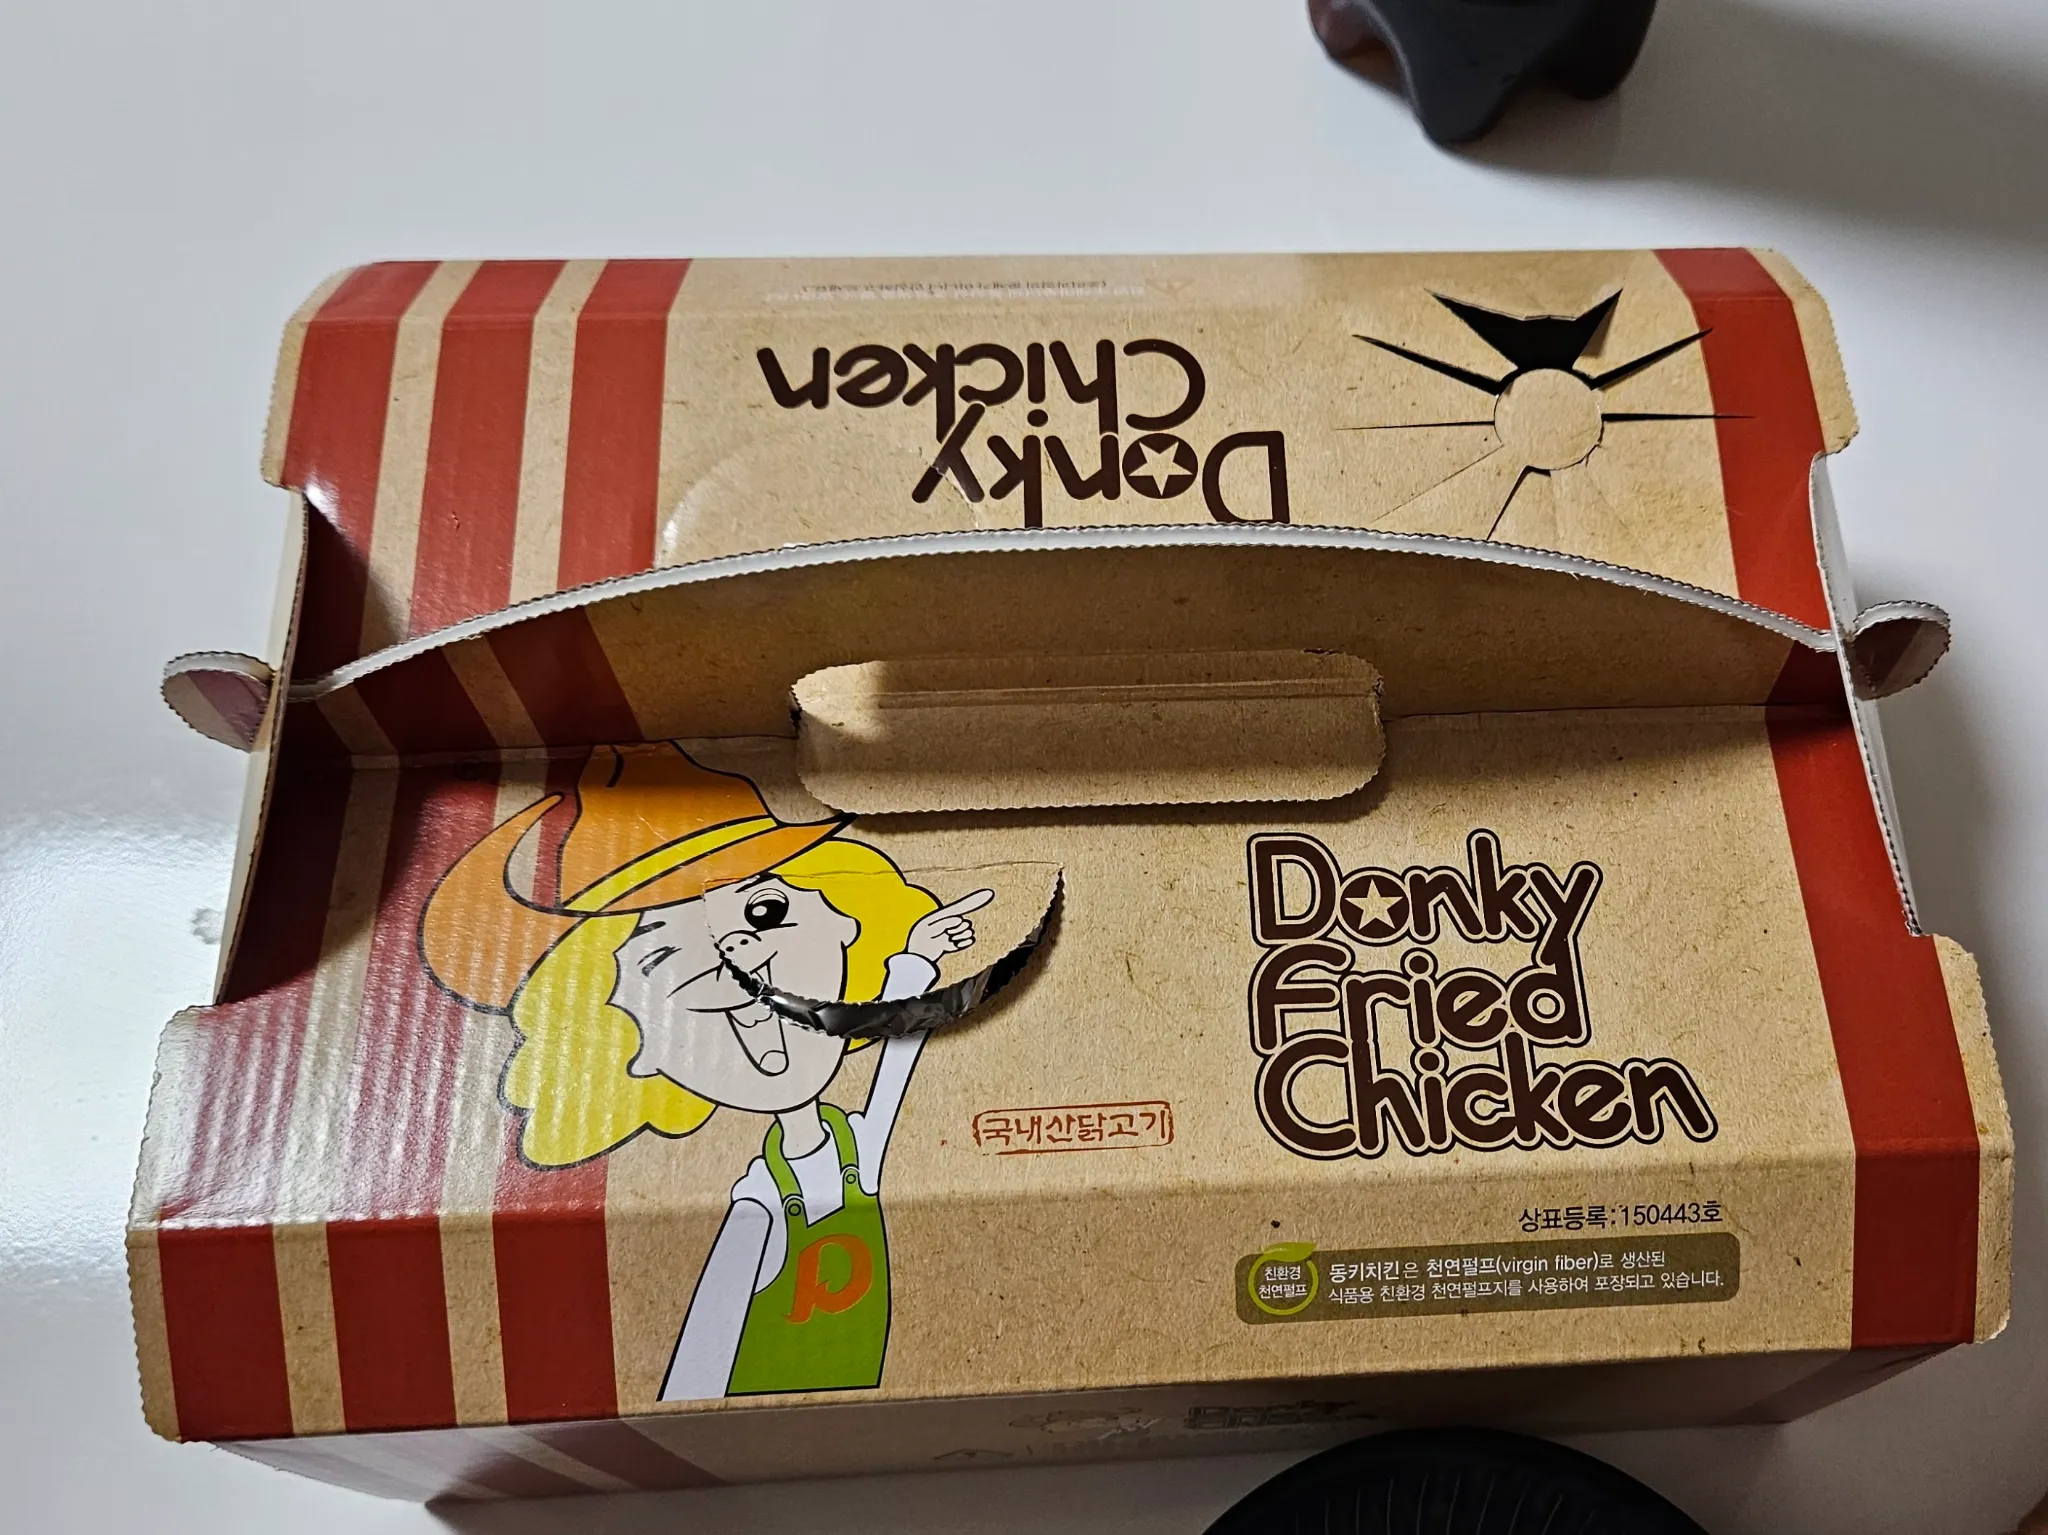 Donky
Chicken
Donky
Fried
Chicken
국내산닭고기
상표등록:150443호
친환경
천연펄프
동키치킨은 천연펄프(virgin fiber)로 생산된
식품용 친환경 천연펄프지를 사용하여 포장되고 있습니다.